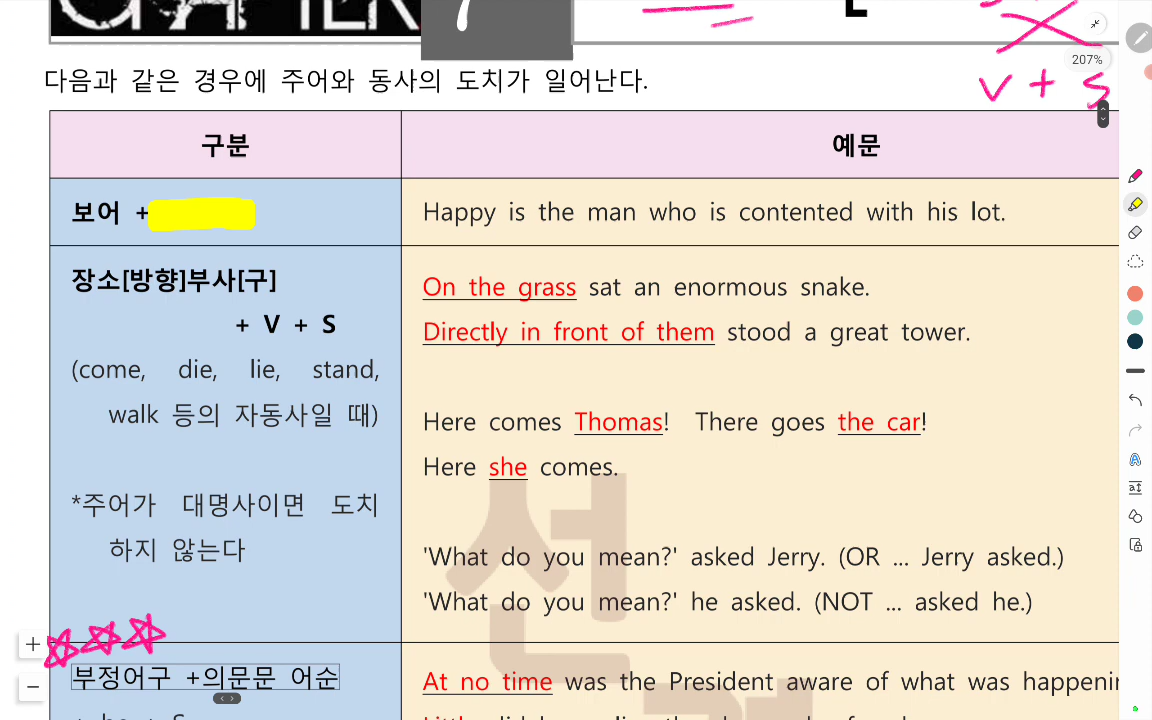 207%
다음과 같은 경우에 주어와 동사의 도치가 일어난다.
v + s
구분
예문
보어 +
Happy is the man who is contented with his lot.
장소[방향]부사[구]
+ V + S
(come, die, lie, stand,
walk 등의 자동사일 때)
*주어가 대명사이면 도치
하지 않는다
On the grass sat an enormous snake.
Directly in front of them stood a great tower.
Here comes Thomas! There goes the car!
Here she comes.
'What do you mean?' asked Jerry. (OR ... Jerry asked.)
'What do you mean?' he asked. (NOT ... asked he.)
부정어구 +의문문 어순
At no time was the President aware of what was
선